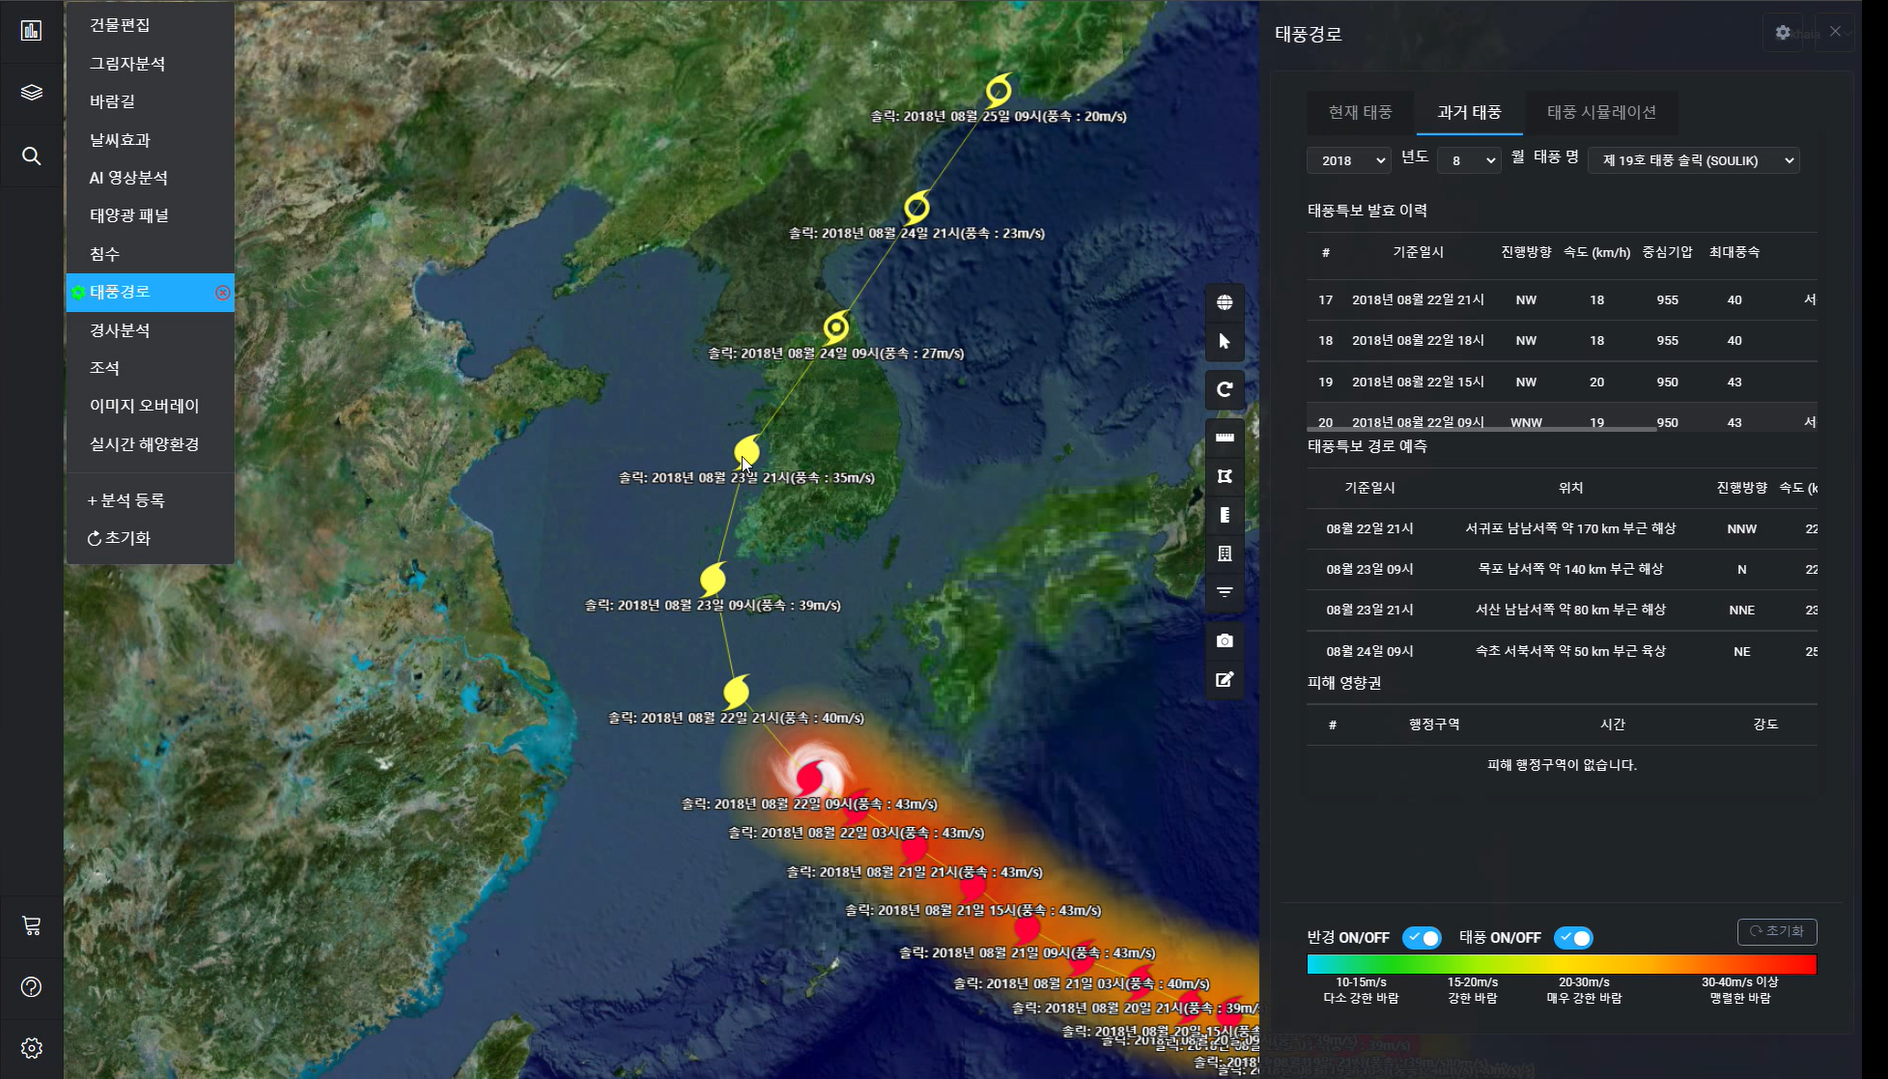 건물편집
그림자분석
바람길
날씨효과
AI 영상분석
태양광 패널
침수
태풍경로
경사분석
조석
이미지 오버레이
실시간 해양환경
+ 분석 등록
초기화
솔릭: 2018년 08월 25일 09시(풍속 : 20m/s)
솔릭: 2018년 08월 24일 21시(풍속 : 23m/s)
솔릭: 2018년 08월 24일 09시(풍속 : 27m/s)
솔릭: 2018년 08월 23일 21시(풍속 : 35m/s)
솔릭: 2018년 08월 23일 09시(풍속 : 39m/s)
솔릭: 2018년 08월 22일 21시(풍속 : 40m/s)
솔릭: 2018년 08월 22일 09시(풍속 : 43m/s)
솔릭: 2018년 08월 22일 03시(풍속 : 43m/s)
솔릭: 2018년 08월 21일 21시(풍속 : 43m/s)
솔릭: 2018년 08월 21일 15시(풍속 : 43m/s)
솔릭: 2018년 08월 21일 09시(풍속 : 43m/s)
솔릭: 2018년 08월 21일 03시(풍속 : 40m/s)
솔릭: 2018년 08월 20일 21시(풍속 : 39m/s)
솔릭: 2018년 08월 20일 15시(풍속
태풍경로
현재 태풍 과거 태풍 태풍 시뮬레이션
2018 년도 8 월 태풍 명 제 19호 태풍 솔릭 (SOULIK)
태풍특보 발효 이력
# 기준일시 진행방향 속도 (km/h) 중심기압 최대풍속
17 2018년 08월 22일 21시 NW 18 955 40 서
18 2018년 08월 22일 18시 NW 18 955 40
19 2018년 08월 22일 15시 NW 20 950 43
20 2018년 08월 22일 09시 WNW 19 950 43 서
태풍특보 경로 예측
기준일시 위치 진행방향 속도 (k
08월 22일 21시 서귀포 남남서쪽 약 170 km 부근 해상 NNW 22
08월 23일 09시 목포 남서쪽 약 140 km 부근 해상 N 22
08월 23일 21시 서산 남남서쪽 약 80 km 부근 해상 NNE 23
08월 24일 09시 속초 서북서쪽 약 50 km 부근 육상 NE 25
피해 영향권
# 행정구역 시간 강도
피해 행정구역이 없습니다.
반경 ON/OFF 태풍 ON/OFF 초기화
10-15m/s 15-20m/s 20-30m/s 30-40m/s 이상
다소 강한 바람 강한 바람 매우 강한 바람 맹렬한 바람